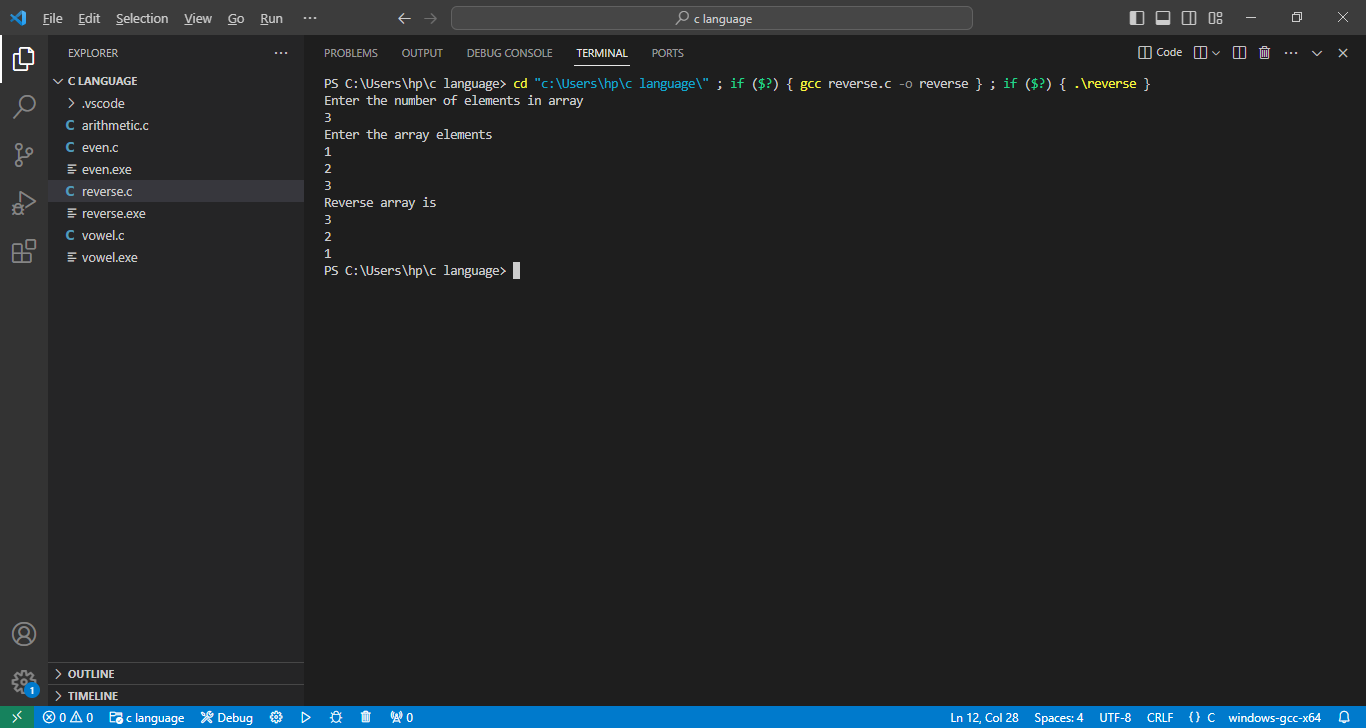 File Edit Selection View Go Run ··· c language
EXPLORER ···
C LANGUAGE
.vscode
C arithmetic.c
C even.c
even.exe
C reverse.c
reverse.exe
C vowel.c
vowel.exe
OUTLINE
TIMELINE
1
PROBLEMS OUTPUT DEBUG CONSOLE TERMINAL PORTS Code ···
PS C:\Users\hp\c language> cd "c:\Users\hp\c language\" ; if ($?) { gcc reverse.c -o reverse } ; if ($?) { .\reverse }
Enter the number of elements in array
3
Enter the array elements
1
2
3
Reverse array is
3
2
1
PS C:\Users\hp\c language>
0 0 c language Debug 0 Ln 12, Col 28 Spaces: 4 UTF-8 CRLF {} C windows-gcc-x64